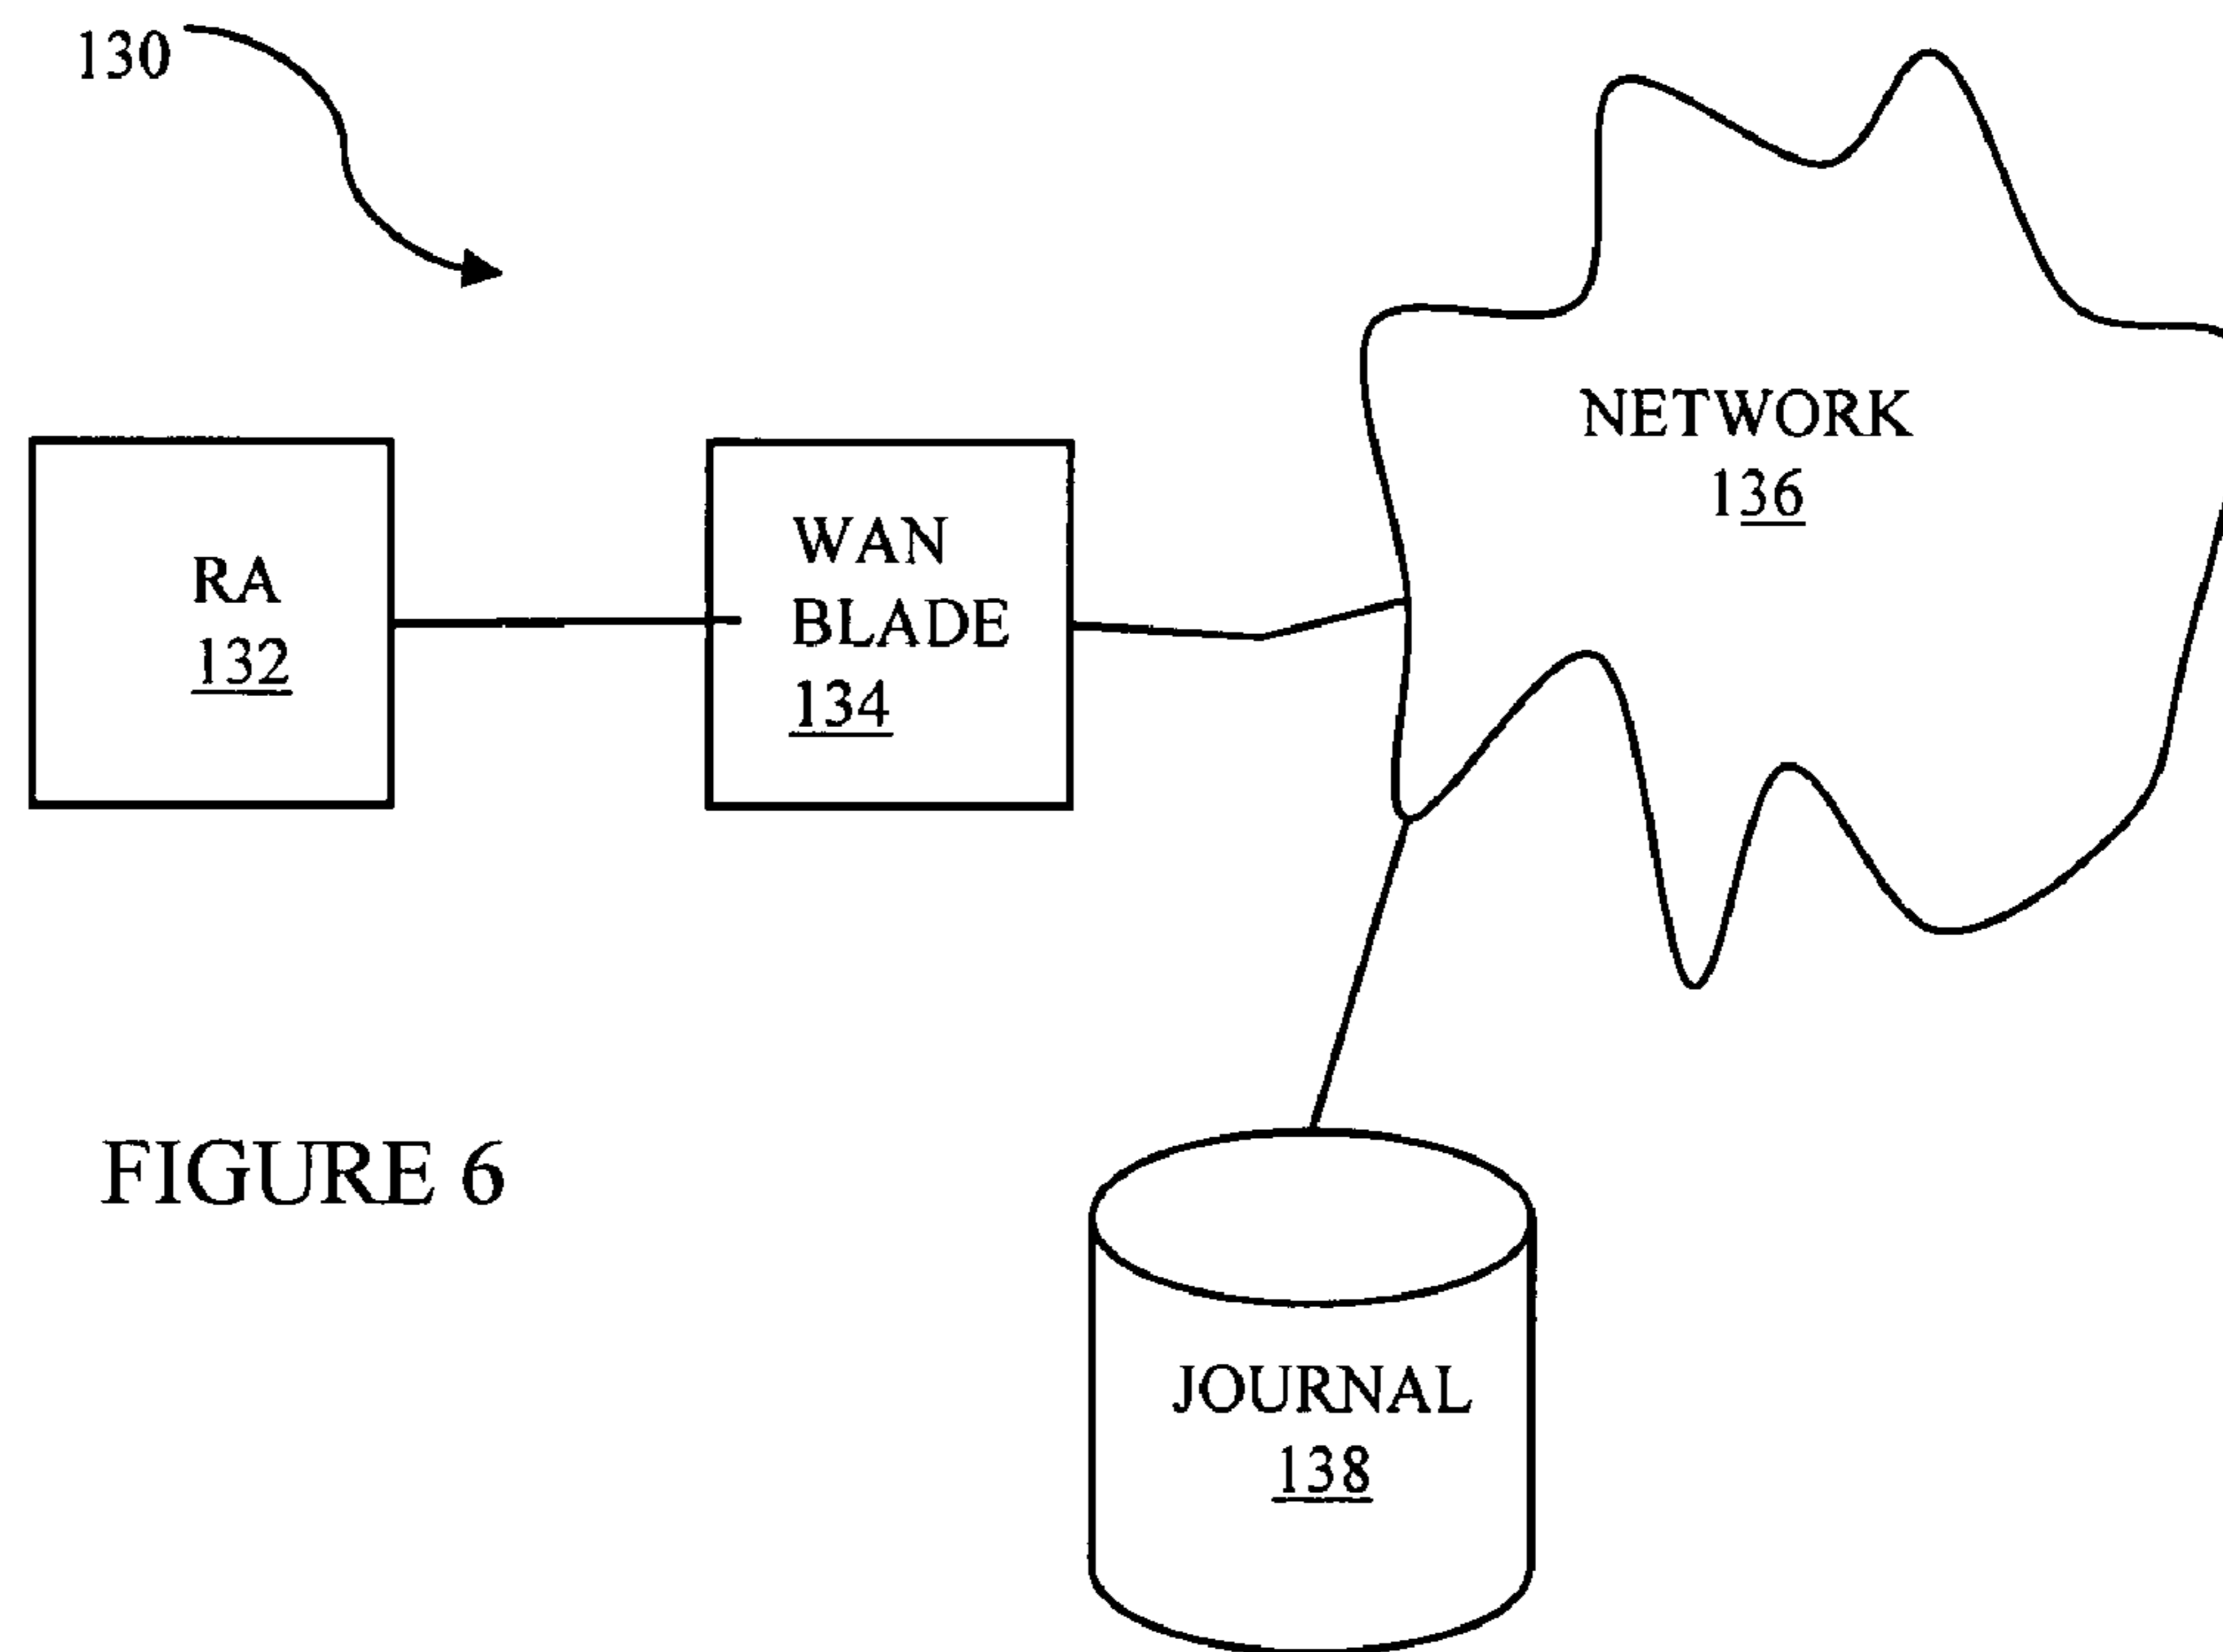 130
NETWORK
136
RA
132
WAN
BLADE
134
FIGURE 6
JOURNAL
138